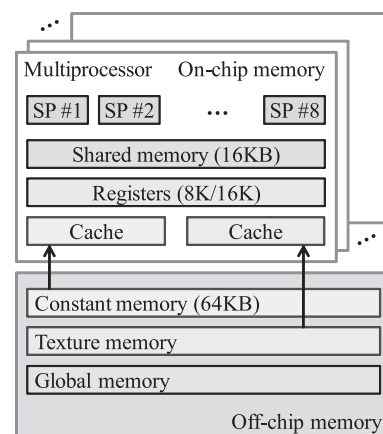 ...
Multiprocessor On-chip memory
SP #1 SP #2 ... SP #8
Shared memory (16KB)
Registers (8K/16K)
Cache Cache
...
Constant memory (64KB)
Texture memory
Global memory
Off-chip memory